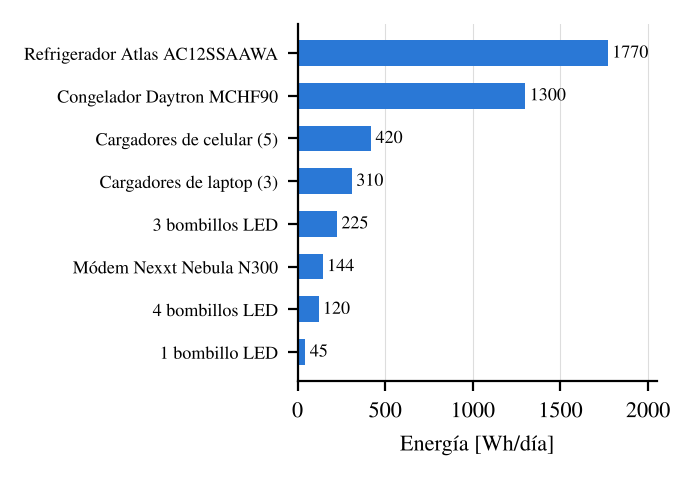 Refrigerador Atlas AC12SSAAWA 1770
Congelador Daytron MCHF90 1300
Cargadores de celular (5) 420
Cargadores de laptop (3) 310
3 bombillos LED 225
Módem Nexxt Nebula N300 144
4 bombillos LED 120
1 bombillo LED 45
0 500 1000 1500 2000
Energía [Wh/día]